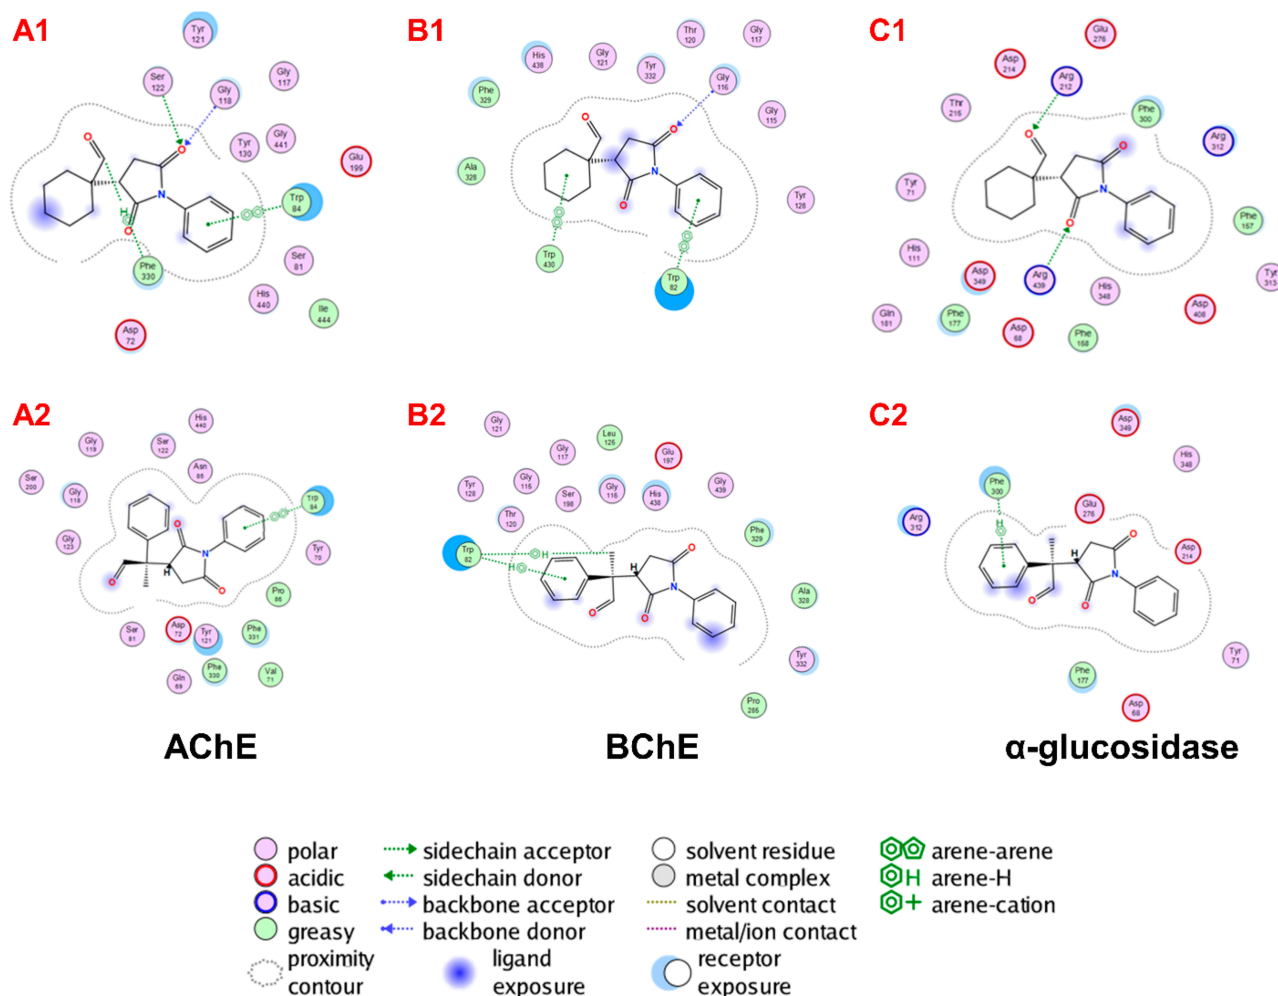 A1
B1
C1
Tyr
121
Ser
122
Gly
118
Gly
117
Tyr
130
Gly
441
Glu
199
Trp
84
Ser
81
His
440
Ile
444
Phe
330
Asp
72
H
O
O
N
O
Thr
120
Gly
117
His
438
Gly
121
Tyr
332
Gly
116
Phe
329
Gly
115
Ala
328
Tyr
128
Trp
430
Trp
82
O
O
N
O
Glu
276
Asp
214
Arg
212
Thr
216
Phe
300
Arg
312
Tyr
71
Phe
157
His
111
Asp
349
Arg
439
His
348
Tyr
313
Gln
181
Phe
177
Asp
68
Phe
158
Asp
408
O
O
N
O
A2
B2
C2
His
440
Gly
119
Ser
122
Ser
200
Gly
118
Asn
85
Trp
84
Gly
123
Tyr
70
Pro
86
Ser
81
Asp
72
Tyr
121
Phe
331
Gln
69
Phe
330
Val
71
O
N
H
O
O
Gly
121
Leu
125
Gly
117
Glu
197
Tyr
128
Gly
115
Ser
198
Gly
116
His
438
Gly
439
Thr
120
Phe
329
Trp
82
H
H
Ala
328
Tyr
332
Pro
285
H
O
N
O
O
Asp
349
His
348
Phe
300
Glu
276
Arg
312
H
Asp
214
Tyr
71
Phe
177
Asp
68
H
O
N
O
O
AChE
BChE
α-glucosidase
polar
acidic
basic
greasy
proximity
contour
sidechain acceptor
sidechain donor
backbone acceptor
backbone donor
ligand
exposure
solvent residue
metal complex
solvent contact
metal/ion contact
receptor
exposure
arene-arene
H arene-H
+ arene-cation